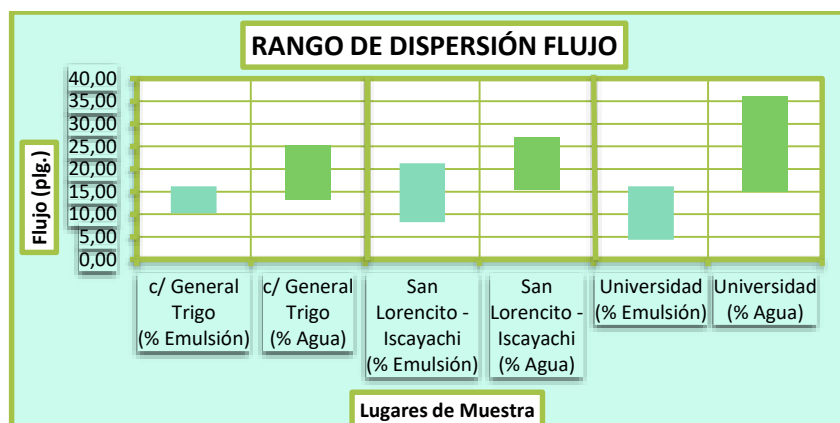 RANGO DE DISPERSIÓN FLUJO
Flujo (plg.)
40,00
35,00
30,00
25,00
20,00
15,00
10,00
5,00
0,00
c/ General
Trigo
(% Emulsión)
c/ General
Trigo
(% Agua)
San
Lorencito -
Iscayachi
(% Emulsión)
San
Lorencito -
Iscayachi
(% Agua)
Universidad
(% Emulsión)
Universidad
(% Agua)
Lugares de Muestra